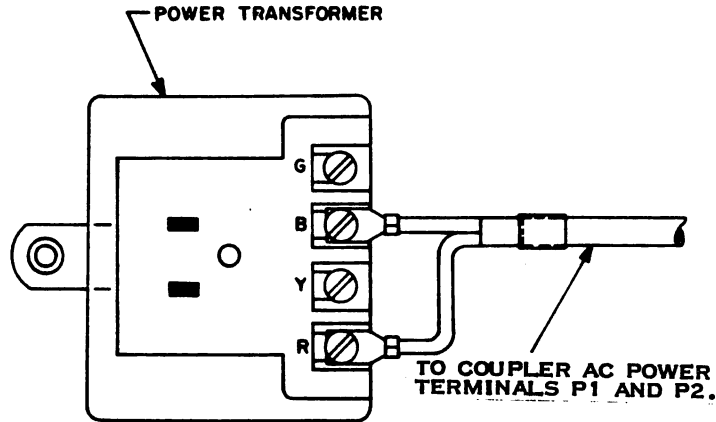 POWER TRANSFORMER
G
B
Y
R
TO COUPLER AC POWER
TERMINALS P1 AND P2.